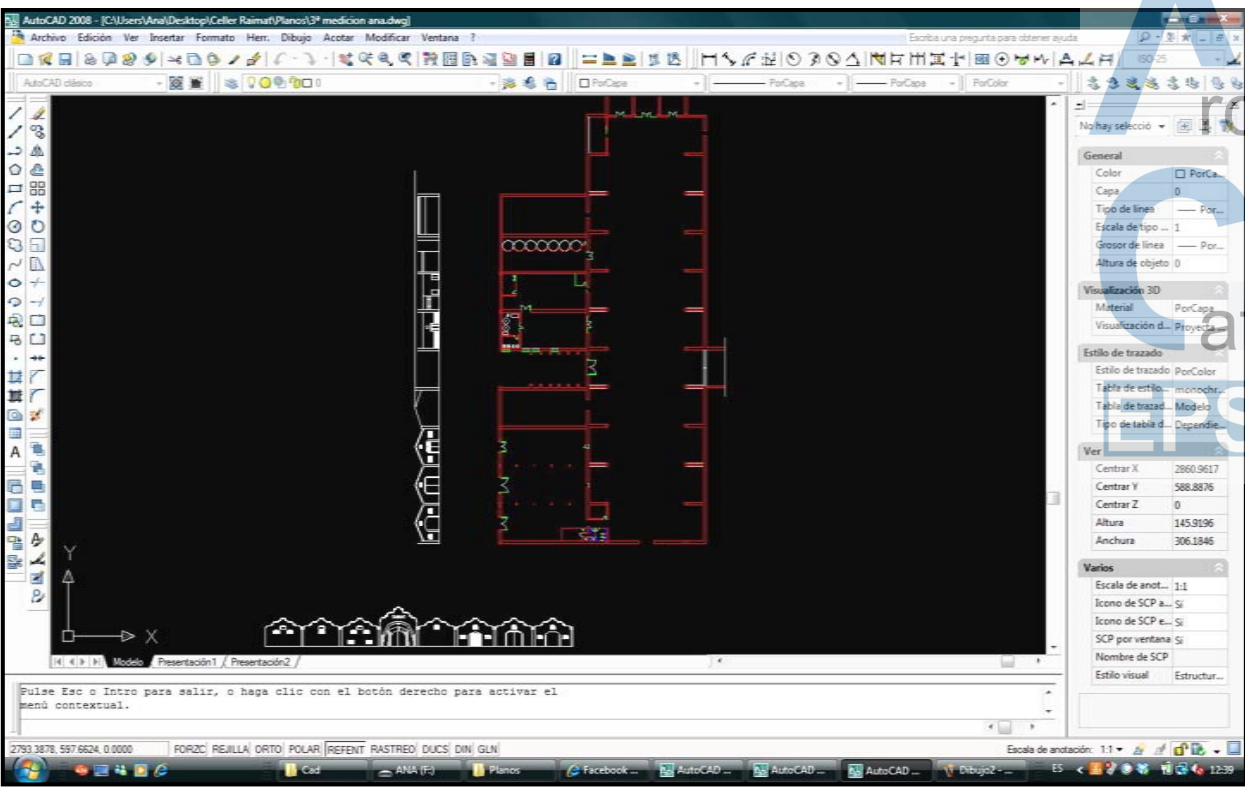 AutoCAD 2008 - [C:\Users\Ana\Desktop\Celler Raimat\Planos\3ª medicion ana.dwg]
Archivo Edición Ver Insertar Formato Herr. Dibujo Acotar Modificar Ventana ?
Escriba una pregunta para obtener ayuda
ISO-25
AutoCAD clásico
0
PorCapa
PorCapa
PorCapa
PorColor
No hay selecció
General
Color PorCa...
Capa 0
Tipo de línea Por...
Escala de tipo ... 1
Grosor de línea Por...
Altura de objeto 0
Visualización 3D
Material PorCapa
Visualización d... Proyecta ...
Estilo de trazado
Estilo de trazado PorColor
Tabla de estilo... monochr...
Tabla de trazad... Modelo
Tipo de tabla d... Dependie...
Ver
Centrar X 2860.9617
Centrar Y 588.8876
Centrar Z 0
Altura 145.9196
Anchura 306.1846
Varios
Escala de anot... 1:1
Icono de SCP a... Sí
Icono de SCP e... Sí
SCP por ventana Sí
Nombre de SCP
Estilo visual Estructur...
Y
X
Modelo Presentación1 Presentación2
Pulse Esc o Intro para salir, o haga clic con el botón derecho para activar el
menú contextual.
2793.3878, 597.6624, 0.0000 FORZC REJILLA ORTO POLAR REFENT RASTREO DUCS DIN GLN
Escala de anotación: 1:1
Cad ANA (F:) Planos Facebook ... AutoCAD ... AutoCAD ... AutoCAD ... Dibujo2 - ... ES 12:39
EPS